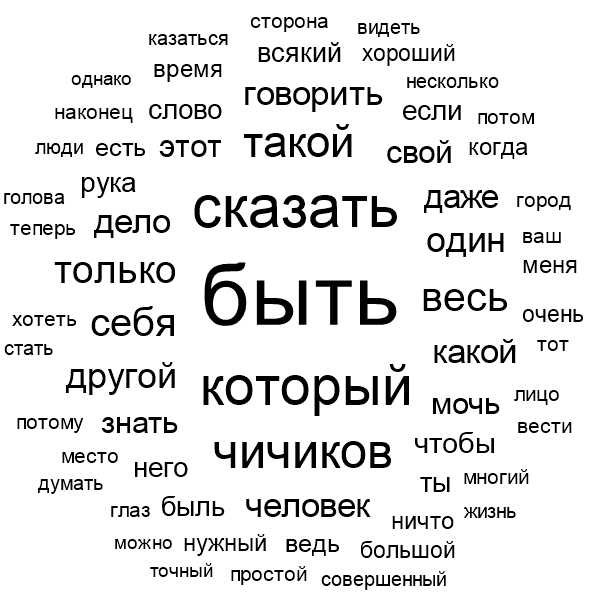 сторона видеть
казаться всякий хороший
однако время несколько
наконец слово говорить если потом
люди есть этот такой свой когда
голова рука сказать даже город
теперь дело один ваш
только быть весь меня
хотеть себя очень
стать какой тот
другой который мочь лицо
потому знать чичиков чтобы вести
место него ты многий
думать
глаз быль человек ничто жизнь
можно нужный ведь большой
точный простой совершенный